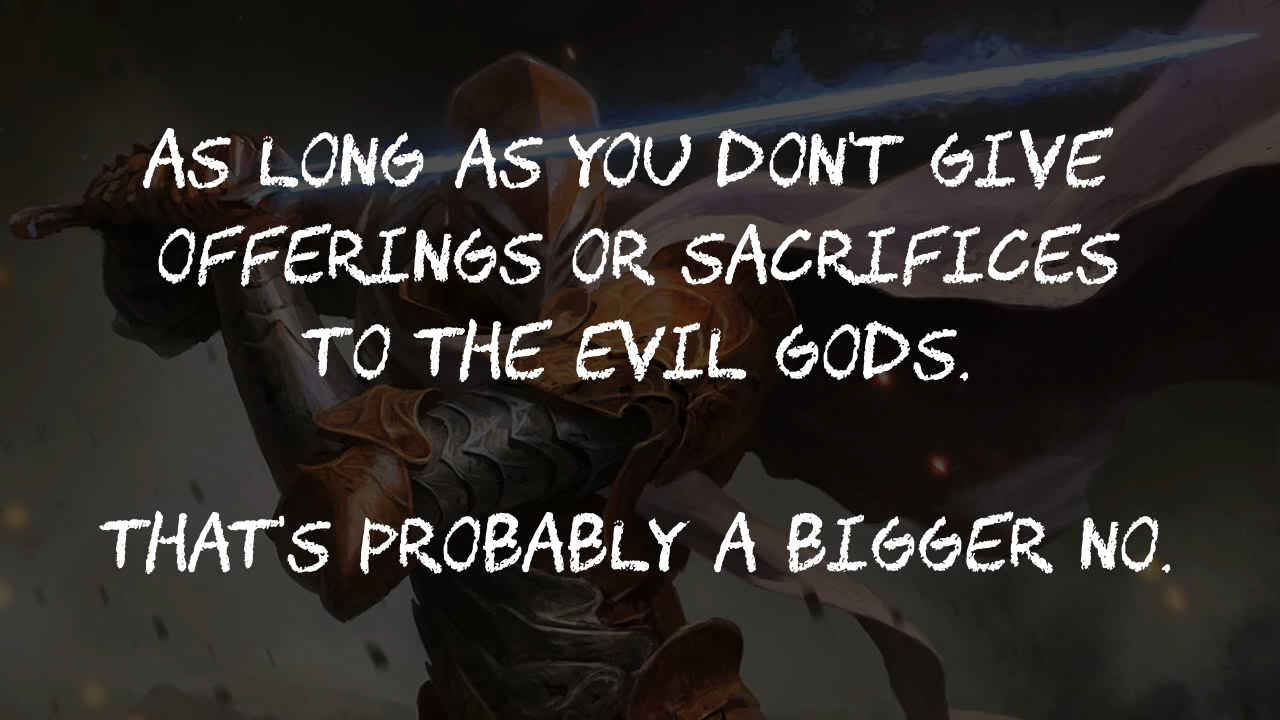 AS LONG AS YOU DON'T GIVE
OFFERINGS OR SACRIFICES
TO THE EVIL GODS.
THAT'S PROBABLY A BIGGER NO.